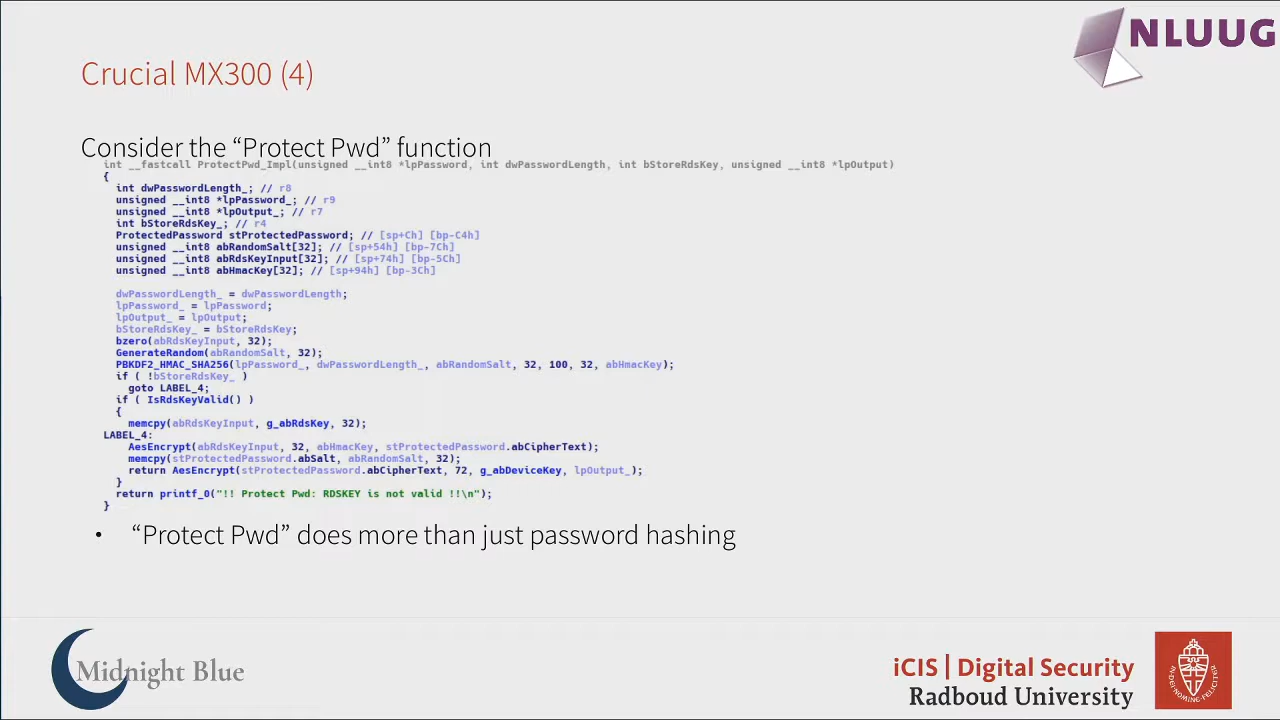 NLUUG
Crucial MX300 (4)
Consider the “Protect Pwd” function
int __fastcall ProtectPwd_Impl(unsigned __int8 *lpPassword, int dwPasswordLength, int bStoreRdsKey, unsigned __int8 *lpOutput)
{
int dwPasswordLength_; // r8
unsigned __int8 *lpPassword_; // r9
unsigned __int8 *lpOutput_; // r7
int bStoreRdsKey_; // r4
ProtectedPassword stProtectedPassword; // [sp+Ch] [bp-C4h]
unsigned __int8 abRandomSalt[32]; // [sp+54h] [bp-7Ch]
unsigned __int8 abRdsKeyInput[32]; // [sp+74h] [bp-5Ch]
unsigned __int8 abHmacKey[32]; // [sp+94h] [bp-3Ch]
dwPasswordLength_ = dwPasswordLength;
lpPassword_ = lpPassword;
lpOutput_ = lpOutput;
bStoreRdsKey_ = bStoreRdsKey;
bzero(abRdsKeyInput, 32);
GenerateRandom(abRandomSalt, 32);
PBKDF2_HMAC_SHA256(lpPassword_, dwPasswordLength_, abRandomSalt, 32, 100, 32, abHmacKey);
if ( !bStoreRdsKey_ )
goto LABEL_4;
if ( IsRdsKeyValid() )
{
memcpy(abRdsKeyInput, g_abRdsKey, 32);
LABEL_4:
AesEncrypt(abRdsKeyInput, 32, abHmacKey, stProtectedPassword.abCipherText);
memcpy(stProtectedPassword.abSalt, abRandomSalt, 32);
return AesEncrypt(stProtectedPassword.abCipherText, 72, g_abDeviceKey, lpOutput_);
}
return printf_0("!! Protect Pwd: RDSKEY is not valid !!\n");
}
• “Protect Pwd” does more than just password hashing
Midnight Blue
iCIS | Digital Security
Radboud University